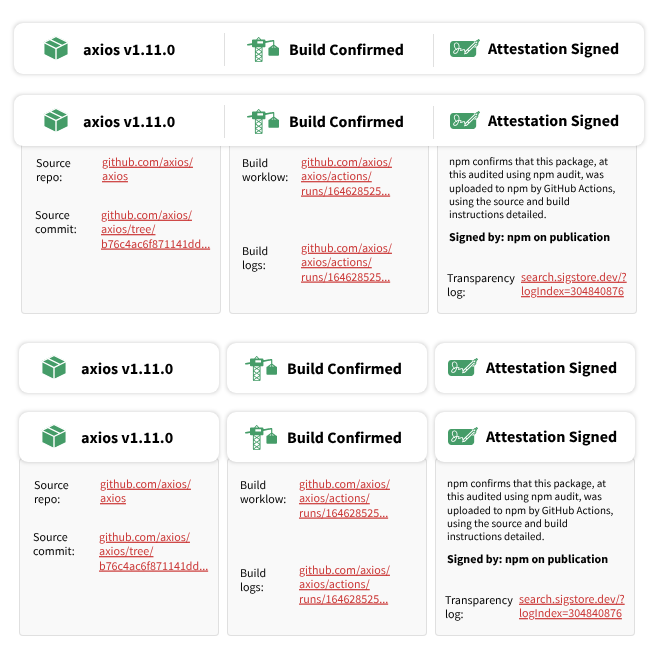 axios v1.11.0
Build Confirmed
Attestation Signed
axios v1.11.0
Build Confirmed
Attestation Signed
Source
repo:
github.com/axios/
axios
Source
commit:
github.com/axios/
axios/tree/
b76c4ac6f871141dd...
Build
worklow:
github.com/axios/
axios/actions/
runs/164628525...
Build
logs:
github.com/axios/
axios/actions/
runs/164628525...
npm confirms that this package, at
this audited using npm audit, was
uploaded to npm by GitHub Actions,
using the source and build
instructions detailed.
Signed by: npm on publication
Transparency
log:
search.sigstore.dev/?
logIndex=304840876
axios v1.11.0
Build Confirmed
Attestation Signed
axios v1.11.0
Build Confirmed
Attestation Signed
Source
repo:
github.com/axios/
axios
Source
commit:
github.com/axios/
axios/tree/
b76c4ac6f871141dd...
Build
worklow:
github.com/axios/
axios/actions/
runs/164628525...
Build
logs:
github.com/axios/
axios/actions/
runs/164628525...
npm confirms that this package, at
this audited using npm audit, was
uploaded to npm by GitHub Actions,
using the source and build
instructions detailed.
Signed by: npm on publication
Transparency
log:
search.sigstore.dev/?
logIndex=304840876